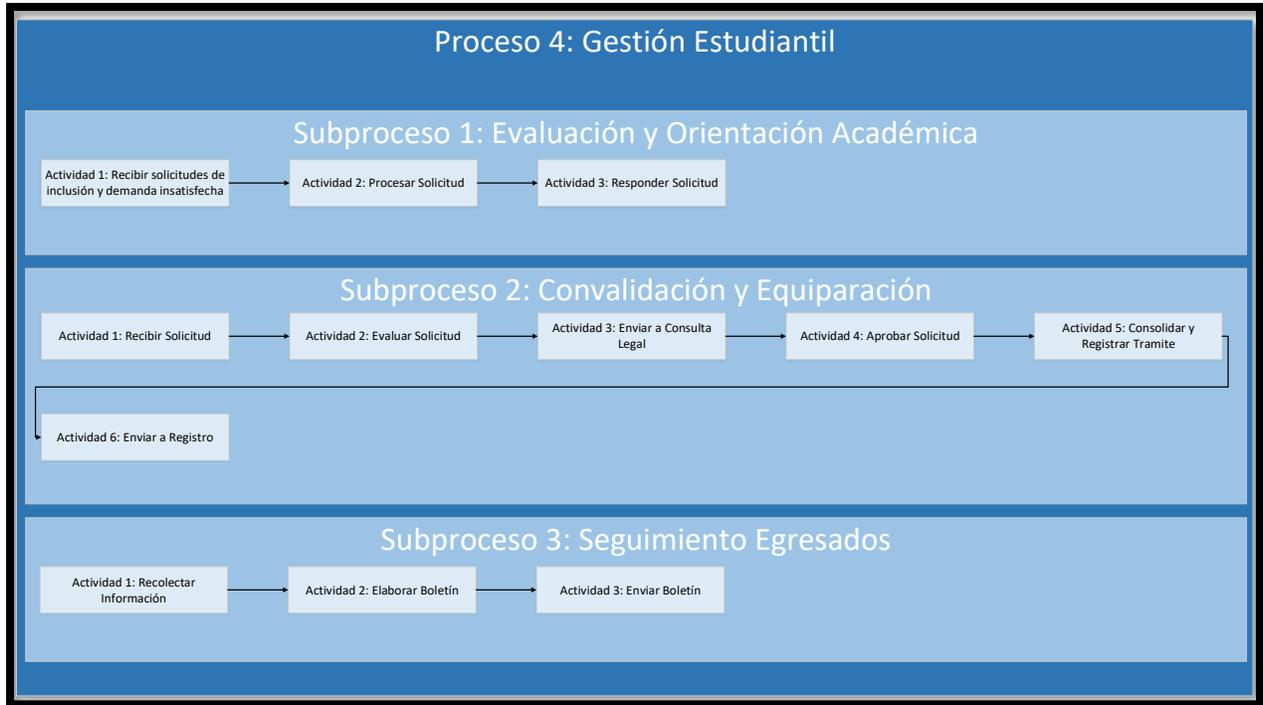 Proceso 4: Gestión Estudiantil
Subproceso 1: Evaluación y Orientación Académica
Actividad 1: Recibir solicitudes de
inclusión y demanda insatisfecha
Actividad 2: Procesar Solicitud
Actividad 3: Responder Solicitud
Subproceso 2: Convalidación y Equiparación
Actividad 1: Recibir Solicitud
Actividad 2: Evaluar Solicitud
Actividad 3: Enviar a Consulta
Legal
Actividad 4: Aprobar Solicitud
Actividad 5: Consolidar y
Registrar Tramite
Actividad 6: Enviar a Registro
Subproceso 3: Seguimiento Egresados
Actividad 1: Recolectar
Información
Actividad 2: Elaborar Boletín
Actividad 3: Enviar Boletín